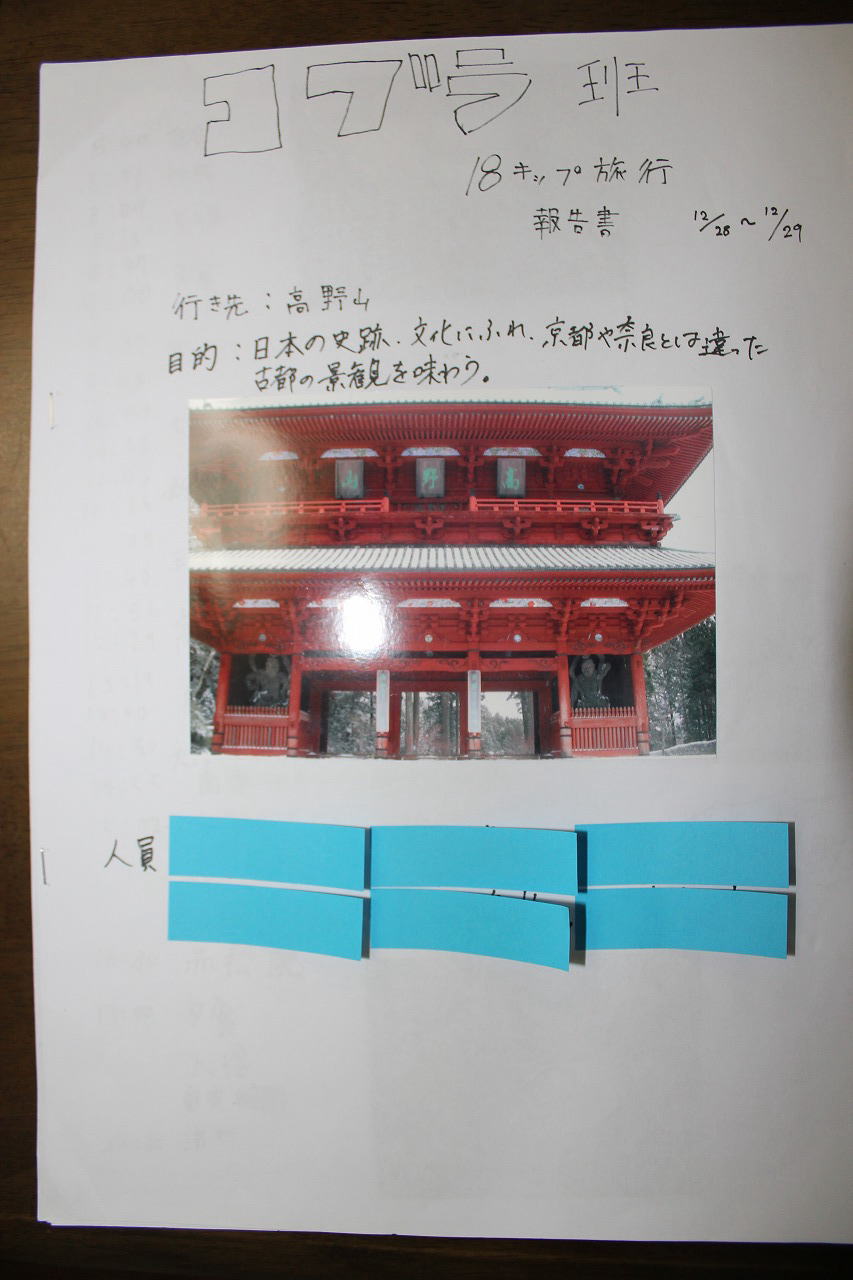 コブ号 班
18キップ旅行
報告書 12/28～12/29
行き先：高野山
目的：日本の史跡、文化にふれ、京都や奈良とは違った
古都の景観を味わう。
山 野 高
人員